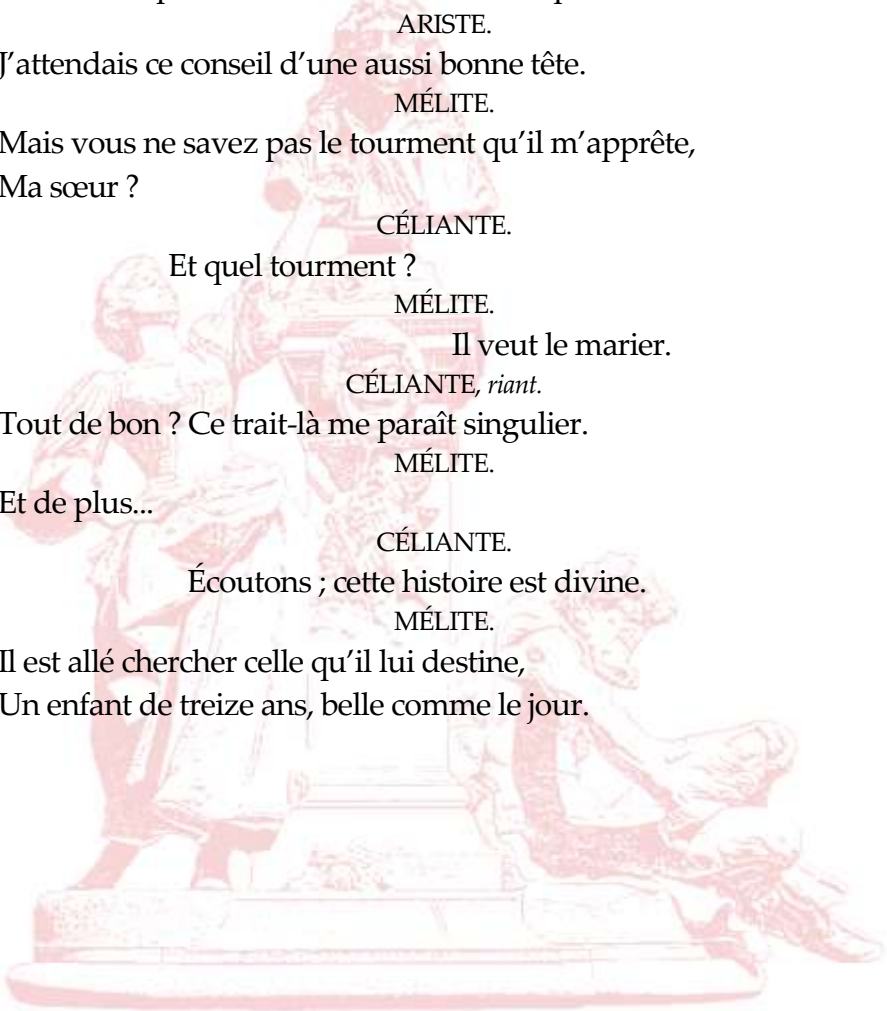 ARISTE.
J’attendais ce conseil d’une aussi bonne tête.
MÉLITE.
Mais vous ne savez pas le tourment qu’il m’apprête,
Ma sœur ?
CÉLIANTE.
Et quel tourment ?
MÉLITE.
Il veut le marier.
CÉLIANTE, riant.
Tout de bon ? Ce trait-là me paraît singulier.
MÉLITE.
Et de plus...
CÉLIANTE.
Écoutons ; cette histoire est divine.
MÉLITE.
Il est allé chercher celle qu’il lui destine,
Un enfant de treize ans, belle comme le jour.